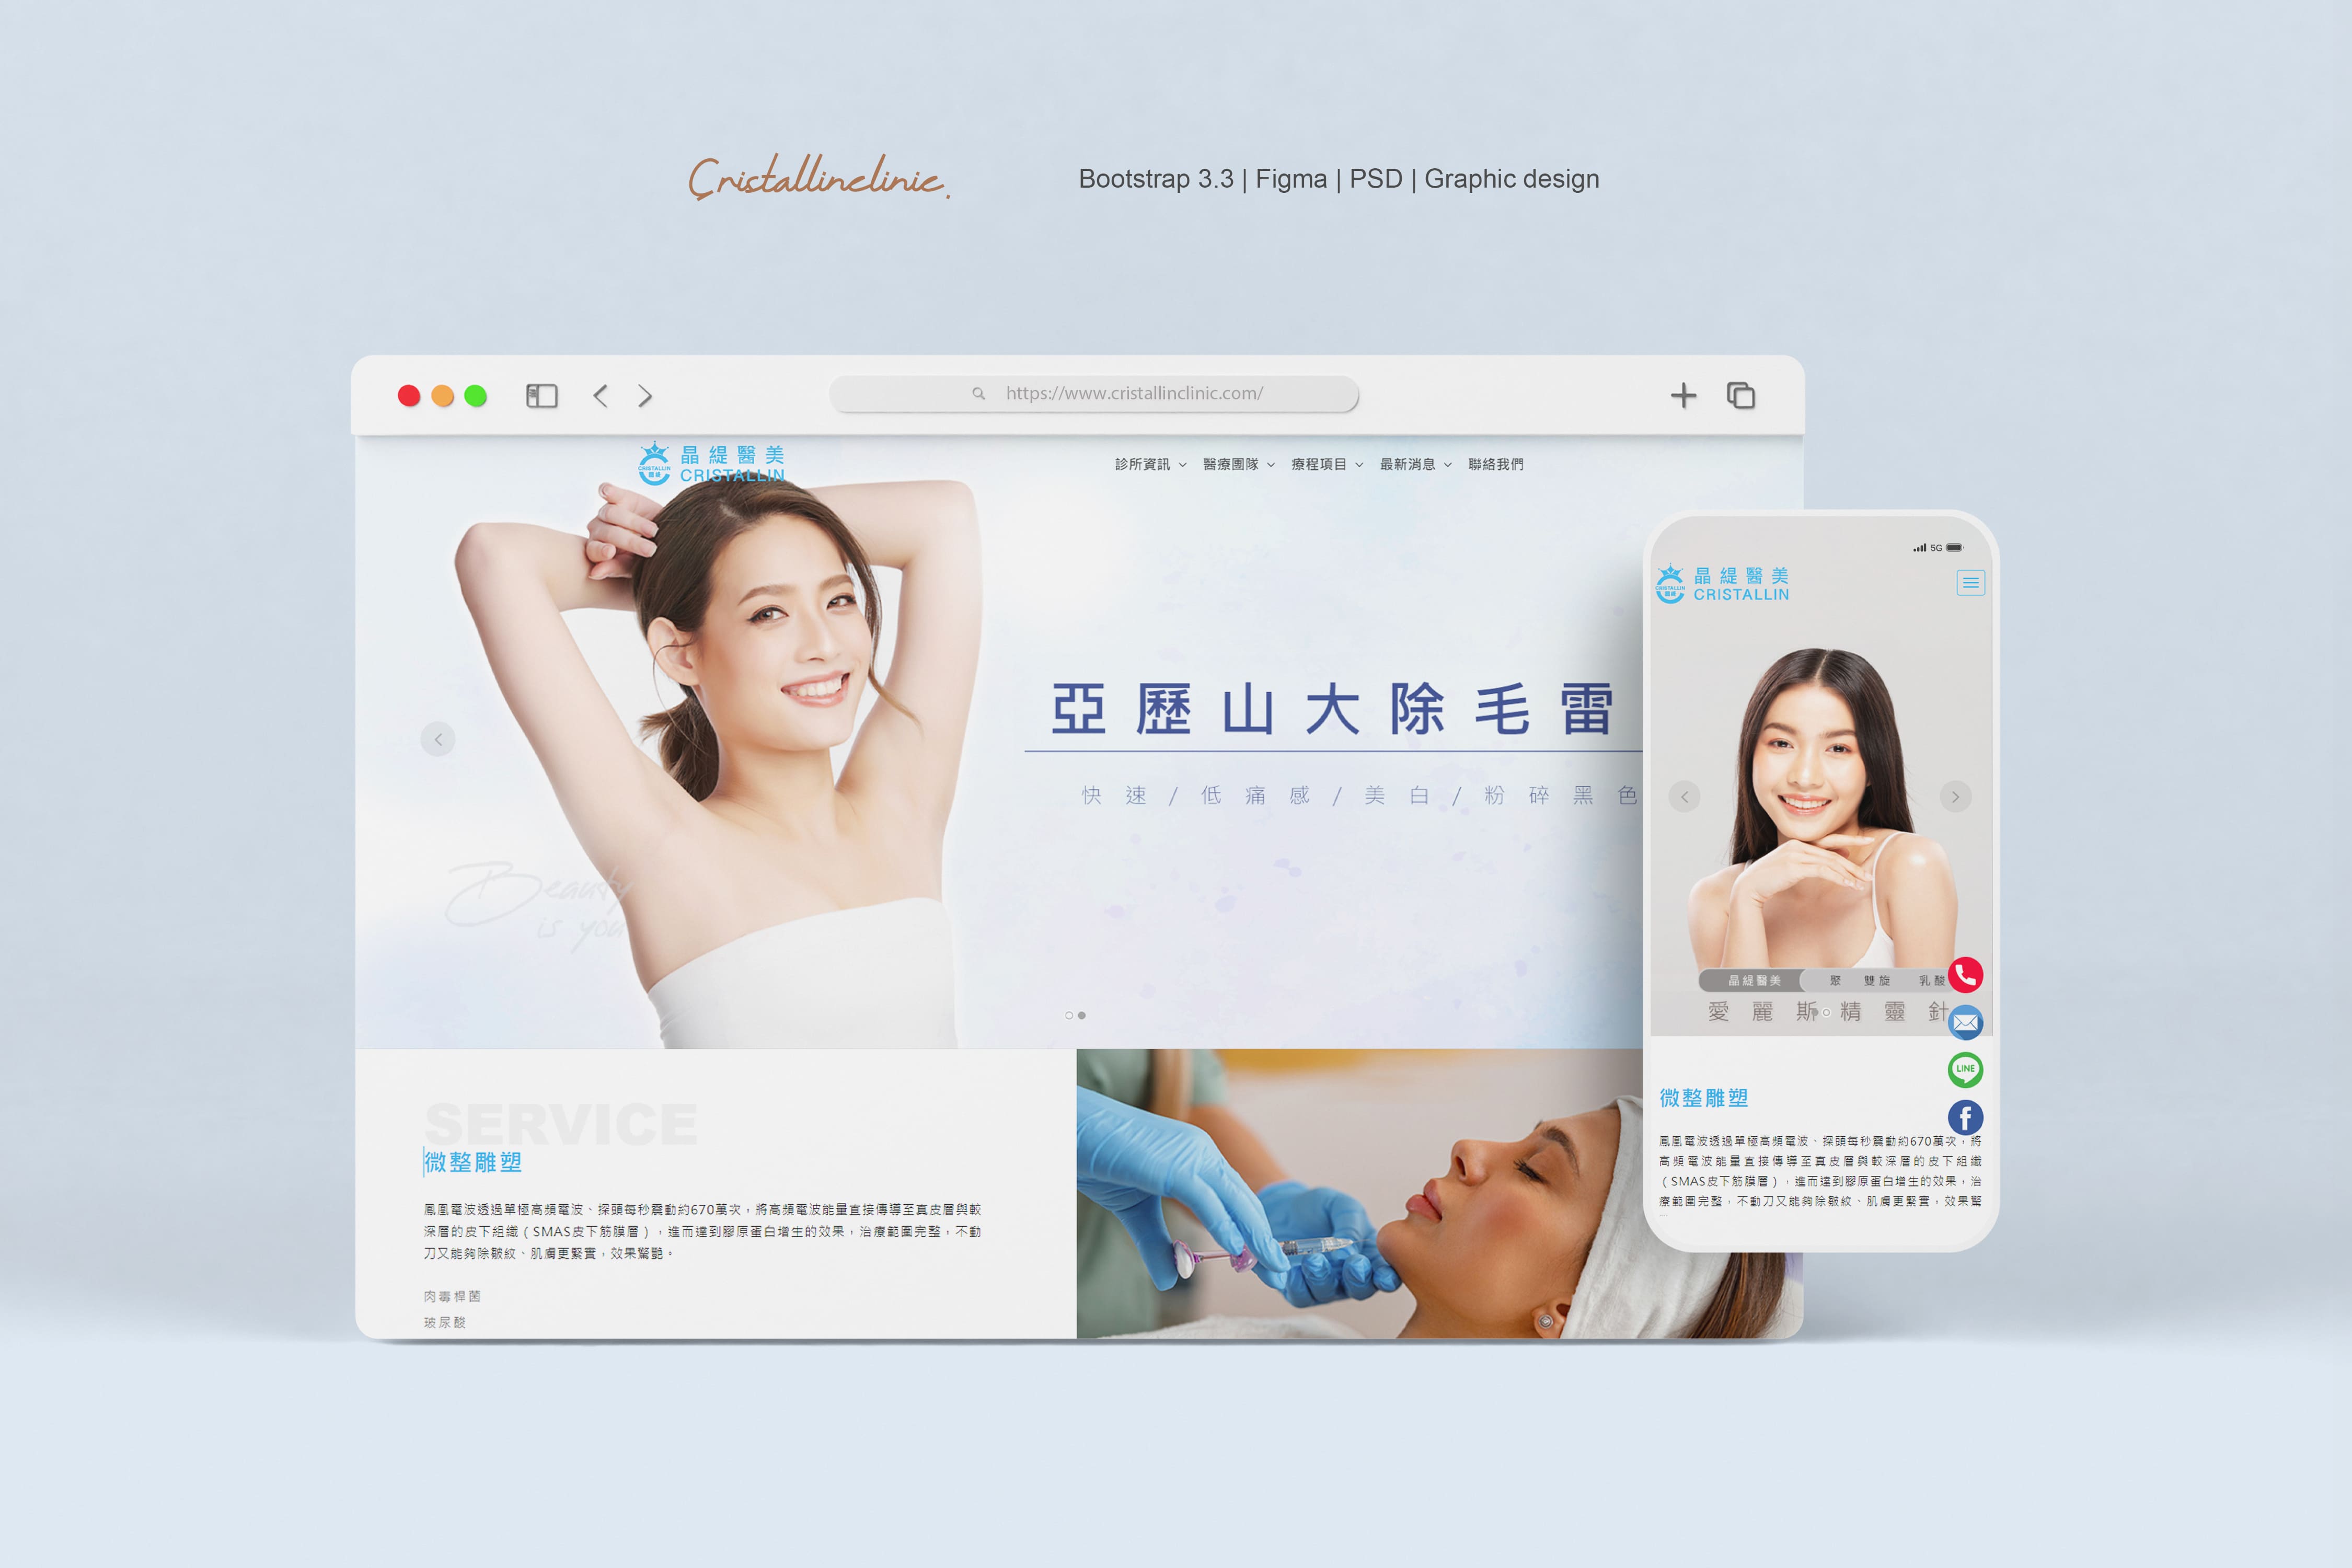 Cristallinclinic.
Bootstrap 3.3 | Figma | PSD | Graphic design
https://www.cristallinclinic.com/
晶緹醫美
CRISTALLIN
CRISTALLIN
診所資訊 醫療團隊 療程項目 最新消息 聯絡我們
亞歷山大除毛雷
快速/低痛感/美白/粉碎黑色
Beauty
is you
SERVICE
微整雕塑
鳳凰電波透過單極高頻電波、探頭每秒震動約670萬次，將高頻電波能量直接傳導至真皮層與較
深層的皮下組織（SMAS皮下筋膜層），進而達到膠原蛋白增生的效果，治療範圍完整，不動
刀又能夠除皺紋、肌膚更緊實，效果驚艷。
肉毒桿菌
玻尿酸
5G
晶緹醫美
CRISTALLIN
CRISTALLIN
晶緹醫美 聚 雙旋 乳酸
愛麗斯精靈針
LINE
微整雕塑
鳳凰電波透過單極高頻電波、探頭每秒震動約670萬次，將
高頻電波能量直接傳導至真皮層與較深層的皮下組織
（SMAS皮下筋膜層），進而達到膠原蛋白增生的效果，治
療範圍完整，不動刀又能夠除皺紋、肌膚更緊實，效果驚